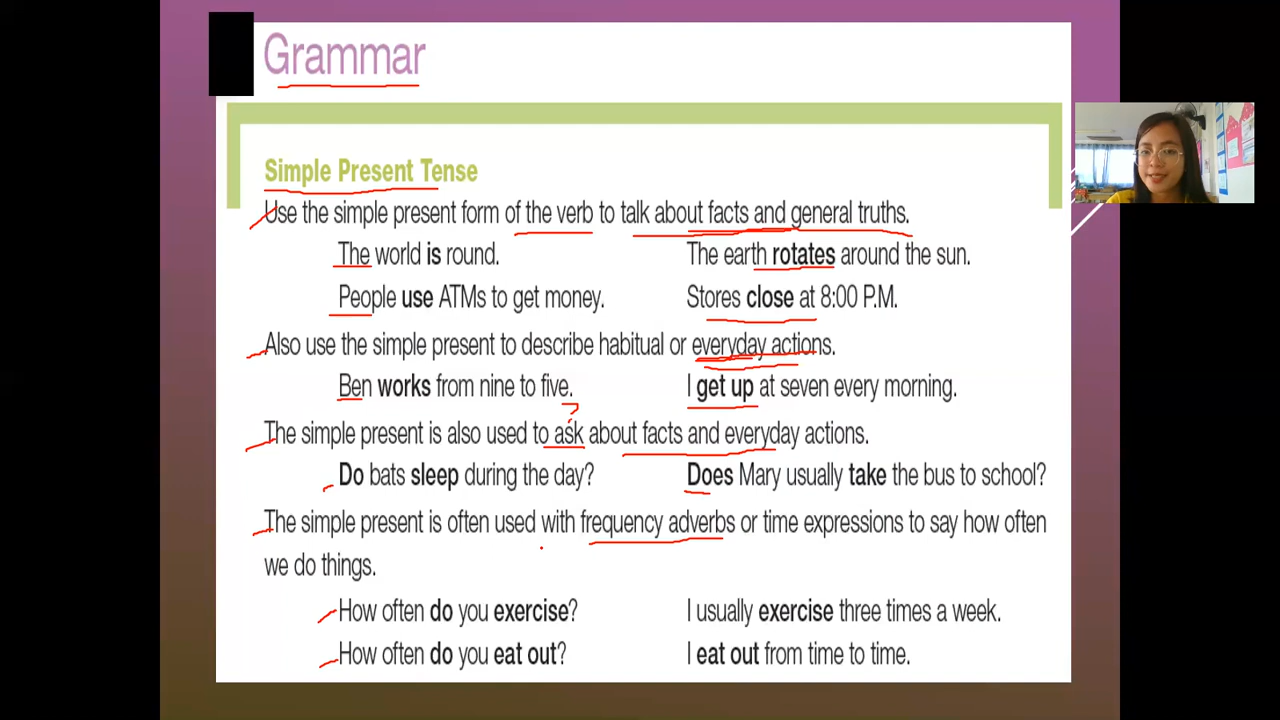 Grammar
Simple Present Tense
Use the simple present form of the verb to talk about facts and general truths.
The world is round. The earth rotates around the sun.
People use ATMs to get money. Stores close at 8:00 P.M.
Also use the simple present to describe habitual or everyday actions.
Ben works from nine to five. I get up at seven every morning.
?
The simple present is also used to ask about facts and everyday actions.
Do bats sleep during the day? Does Mary usually take the bus to school?
The simple present is often used with frequency adverbs or time expressions to say how often
we do things.
How often do you exercise? I usually exercise three times a week.
How often do you eat out? I eat out from time to time.